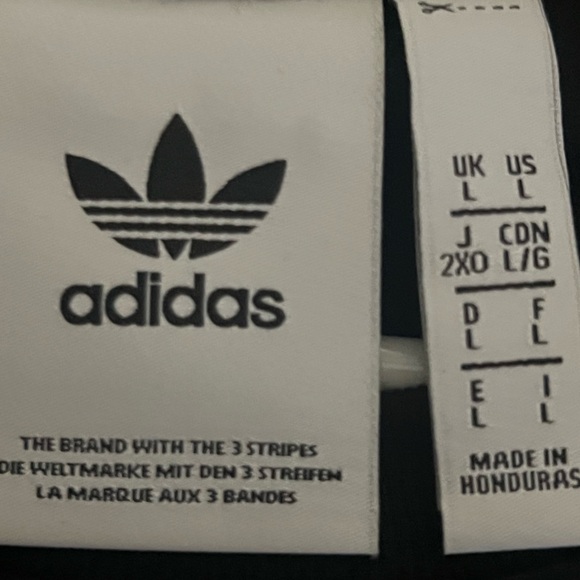 adidas
THE BRAND WITH THE 3 STRIPES
DIE WELTMARKE MIT DEN 3 STREIFEN
LA MARQUE AUX 3 BANDES
UK US
L L
J CDN
2XO L/G
D F
L L
E I
L L
MADE IN
HONDURAS